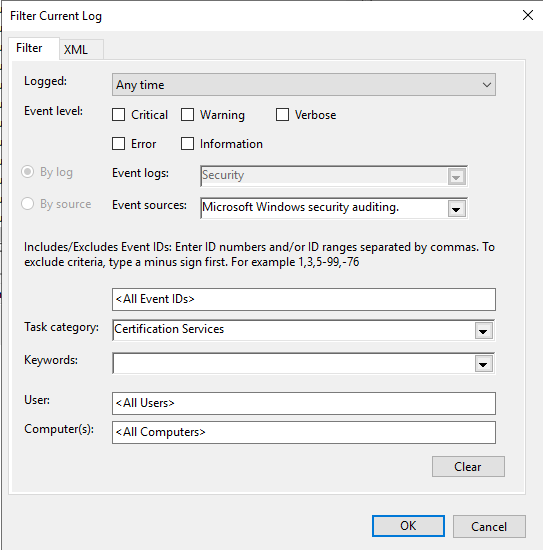 Filter Current Log
Filter XML
Logged: Any time
Event level: Critical Warning Verbose
Error Information
By log Event logs: Security
By source Event sources: Microsoft Windows security auditing.
Includes/Excludes Event IDs: Enter ID numbers and/or ID ranges separated by commas. To
exclude criteria, type a minus sign first. For example 1,3,5-99,-76
<All Event IDs>
Task category: Certification Services
Keywords:
User: <All Users>
Computer(s): <All Computers>
Clear
OK Cancel